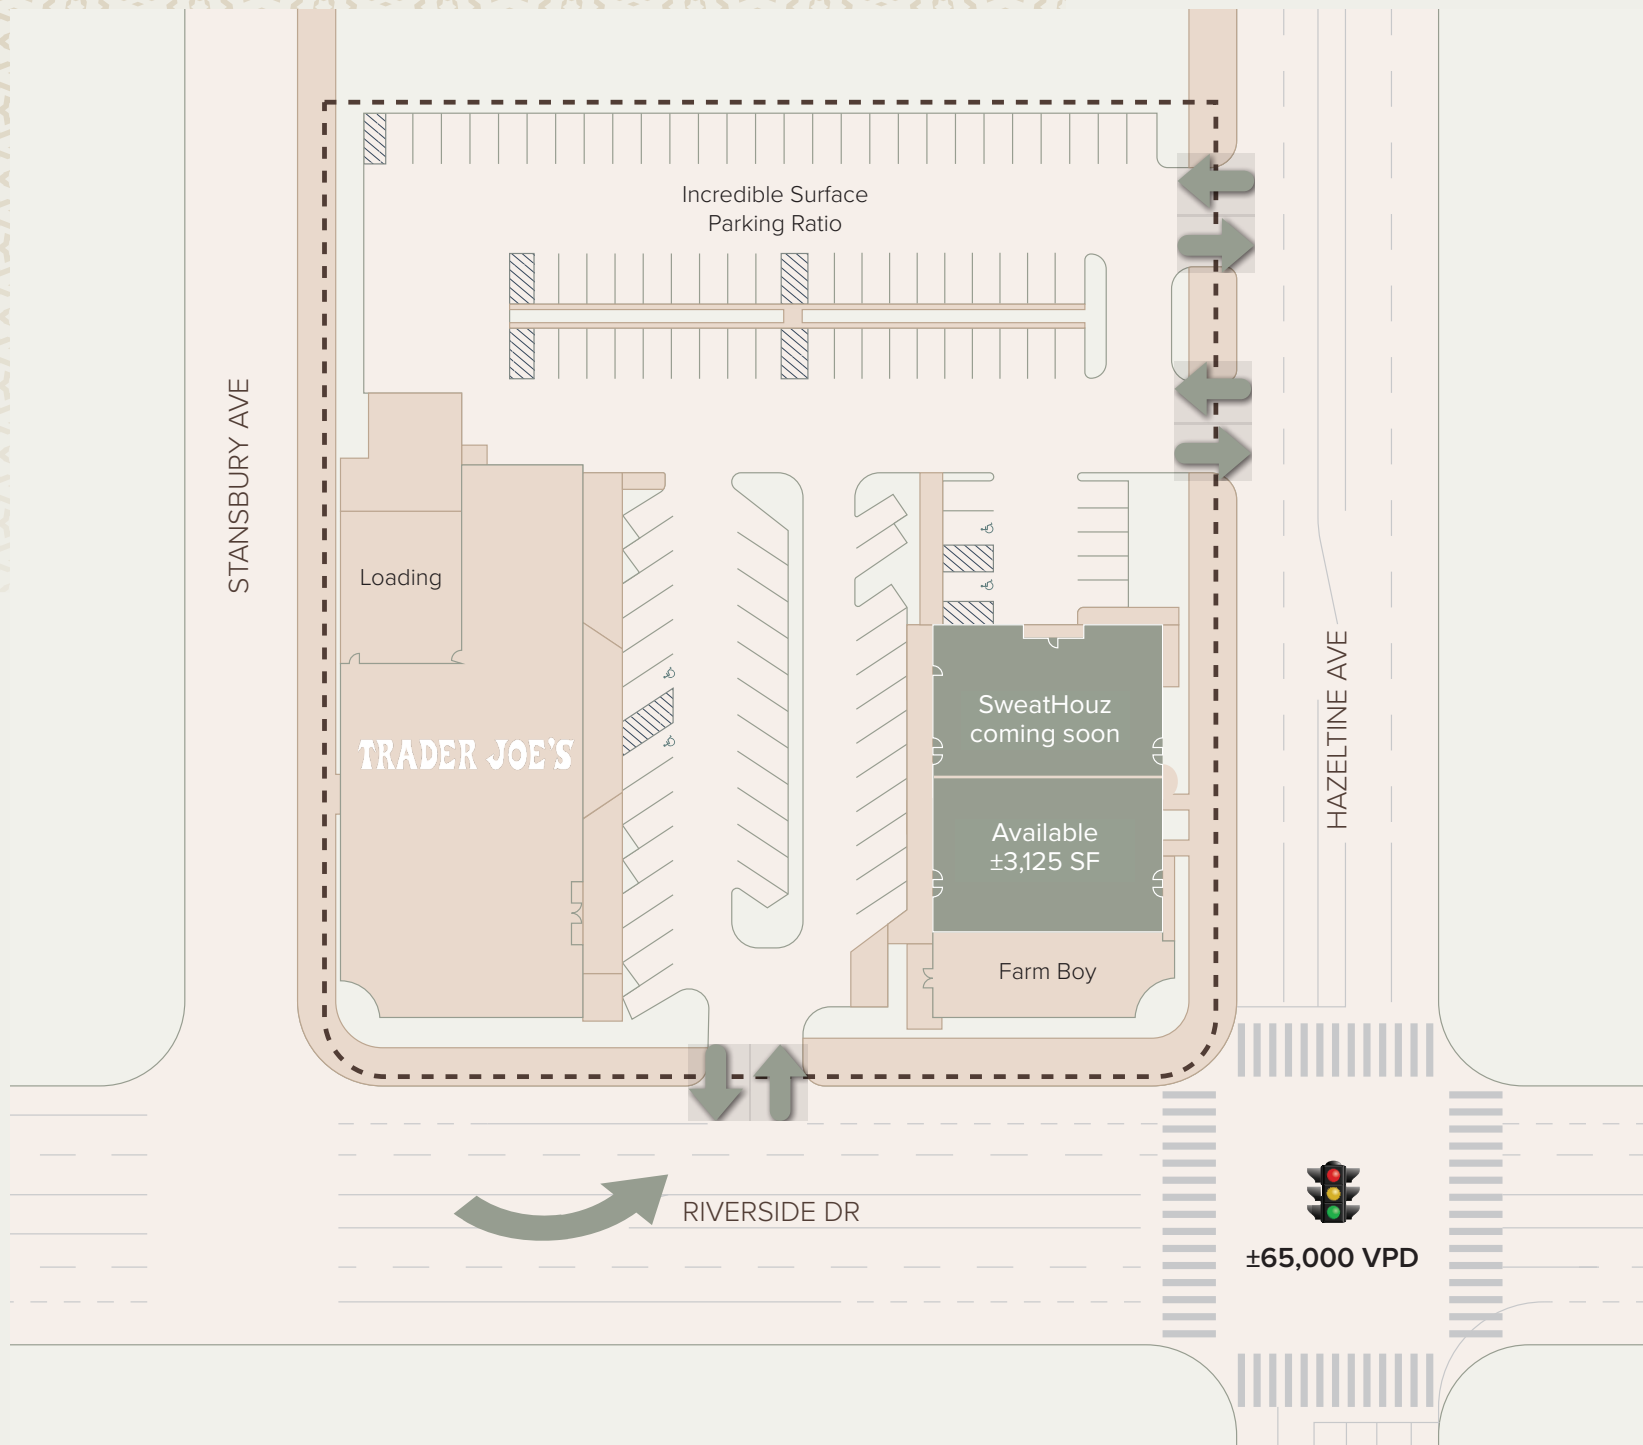 Incredible Surface
Parking Ratio
STANSBURY AVE
Loading
TRADER JOE'S
SweatHouz
coming soon
Available
±3,125 SF
Farm Boy
HAZELTINE AVE
RIVERSIDE DR
±65,000 VPD